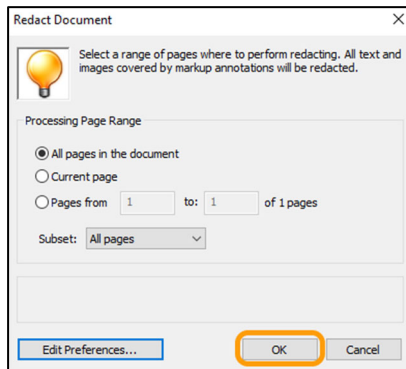 Redact Document
Select a range of pages where to perform redacting. All text and
images covered by markup annotations will be redacted.
Processing Page Range
All pages in the document
Current page
Pages from 1 to: 1 of 1 pages
Subset: All pages
Edit Preferences... OK Cancel